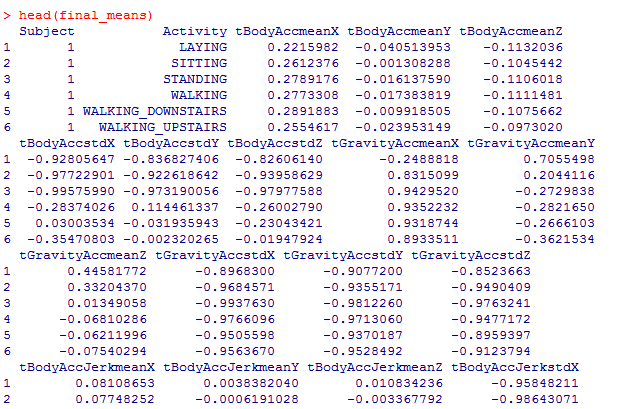 > head(final_means)
  Subject           Activity tBodyAccmeanX tBodyAccmeanY tBodyAccmeanZ
1       1             LAYING     0.2215982  -0.040513953    -0.1132036
2       1            SITTING     0.2612376  -0.001308288    -0.1045442
3       1           STANDING     0.2789176  -0.016137590    -0.1106018
4       1            WALKING     0.2773308  -0.017383819    -0.1111481
5       1 WALKING_DOWNSTAIRS     0.2891883  -0.009918505    -0.1075662
6       1   WALKING_UPSTAIRS     0.2554617  -0.023953149    -0.0973020
  tBodyAccstdX tBodyAccstdY tBodyAccstdZ tGravityAccmeanX tGravityAccmeanY
1  -0.92805647 -0.836827406  -0.82606140       -0.2488818        0.7055498
2  -0.97722901 -0.922618642  -0.93958629        0.8315099        0.2044116
3  -0.99575990 -0.973190056  -0.97977588        0.9429520       -0.2729838
4  -0.28374026  0.114461337  -0.26002790        0.9352232       -0.2821650
5   0.03003534 -0.031935943  -0.23043421        0.9318744       -0.2666103
6  -0.35470803 -0.002320265  -0.01947924        0.8933511       -0.3621534
  tGravityAccmeanZ tGravityAccstdX tGravityAccstdY tGravityAccstdZ
1       0.44581772      -0.8968300      -0.9077200      -0.8523663
2       0.33204370      -0.9684571      -0.9355171      -0.9490409
3       0.01349058      -0.9937630      -0.9812260      -0.9763241
4      -0.06810286      -0.9766096      -0.9713060      -0.9477172
5      -0.06211996      -0.9505598      -0.9370187      -0.8959397
6      -0.07540294      -0.9563670      -0.9528492      -0.9123794
  tBodyAccJerkmeanX tBodyAccJerkmeanY tBodyAccJerkmeanZ tBodyAccJerkstdX
1        0.08108653      0.0038382040       0.010834236      -0.95848211
2        0.07748252     -0.0006191028      -0.003367792      -0.98643071